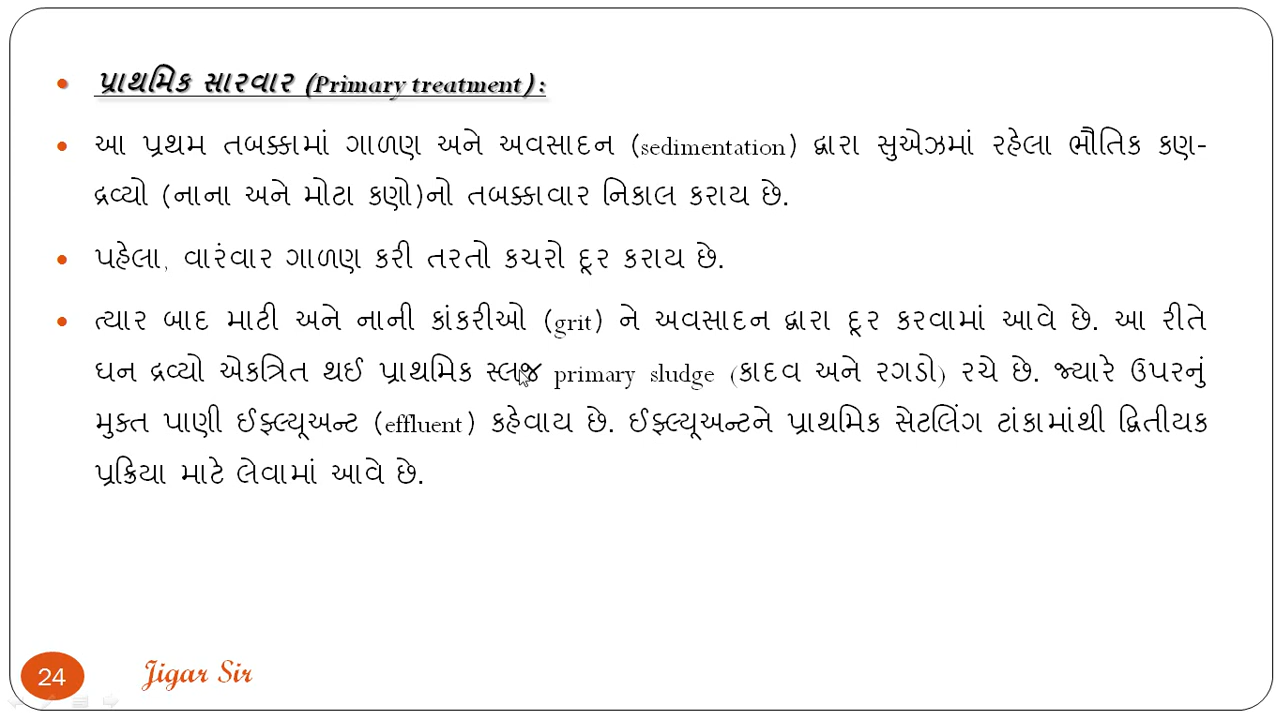 પ્રાથમિક સારવાર (Primary treatment) :
આ પ્રથમ તબક્કામાં ગાળણ અને અવસાદન (sedimentation) દ્વારા સુએઝમાં રહેલા ભૌતિક કણ-
દ્રવ્યો (નાના અને મોટા કણો)નો તબક્કાવાર નિકાલ કરાય છે.
પહેલા, વારંવાર ગાળણ કરી તરતો કચરો દૂર કરાય છે.
ત્યાર બાદ માટી અને નાની કાંકરીઓ (grit) ને અવસાદન દ્વારા દૂર કરવામાં આવે છે. આ રીતે
ઘન દ્રવ્યો એકત્રિત થઈ પ્રાથમિક સ્લજ primary sludge (કાદવ અને રગડો) રચે છે. જ્યારે ઉપરનું
મુક્ત પાણી ઈફ્લ્યૂઅન્ટ (effluent) કહેવાય છે. ઈફ્લ્યૂઅન્ટને પ્રાથમિક સેટલિંગ ટાંકામાંથી દ્વિતીયક
પ્રક્રિયા માટે લેવામાં આવે છે.
24 Jigar Sir